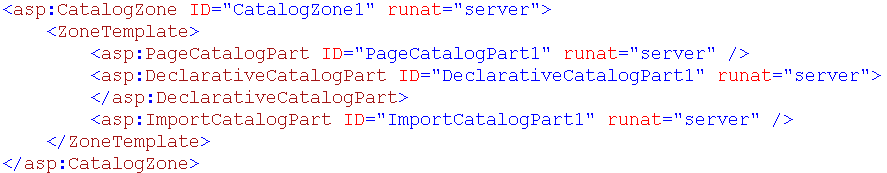 <asp:CatalogZone ID="CatalogZone1" runat="server">
    <ZoneTemplate>
        <asp:PageCatalogPart ID="PageCatalogPart1" runat="server" />
        <asp:DeclarativeCatalogPart ID="DeclarativeCatalogPart1" runat="server">
        </asp:DeclarativeCatalogPart>
        <asp:ImportCatalogPart ID="ImportCatalogPart1" runat="server" />
    </ZoneTemplate>
</asp:CatalogZone>